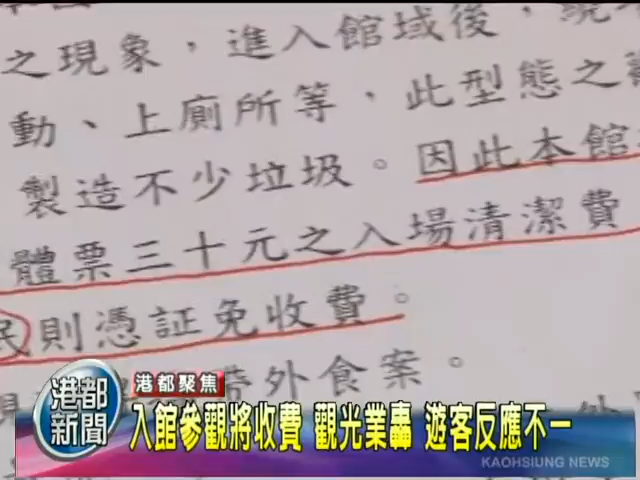 之現象，進入館域後，繞
動、上廁所等，此型態之
製造不少垃圾。因此本館
體票三十元之入場清潔費
民則憑証免收費。
帶外食案。
港都聚焦
港都新聞
入館參觀將收費 觀光業轟 遊客反應不一
KAOHSIUNG NEWS